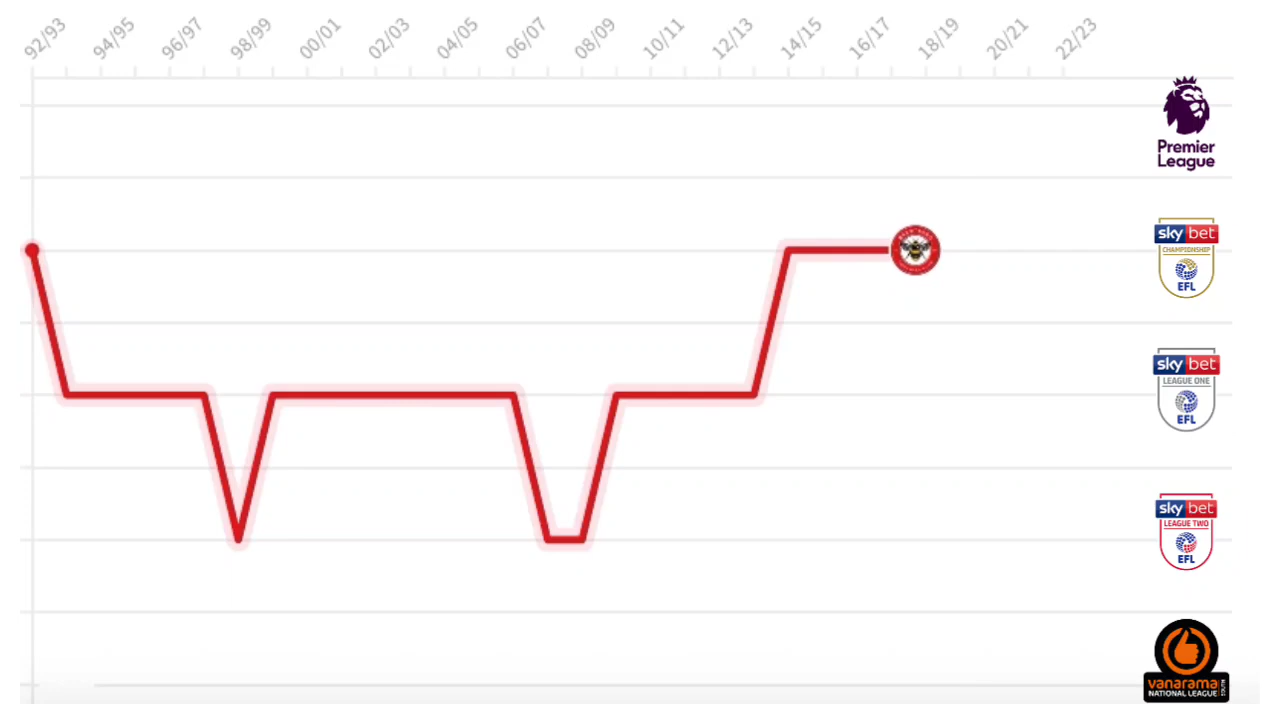 92/93 94/95 96/97 98/99 00/01 02/03 04/05 06/07 08/09 10/11 12/13 14/15 16/17 18/19 20/21 22/23
Premier
League
sky bet
CHAMPIONSHIP
EFL
sky bet
LEAGUE ONE
EFL
sky bet
LEAGUE TWO
EFL
vanarama
NATIONAL LEAGUE